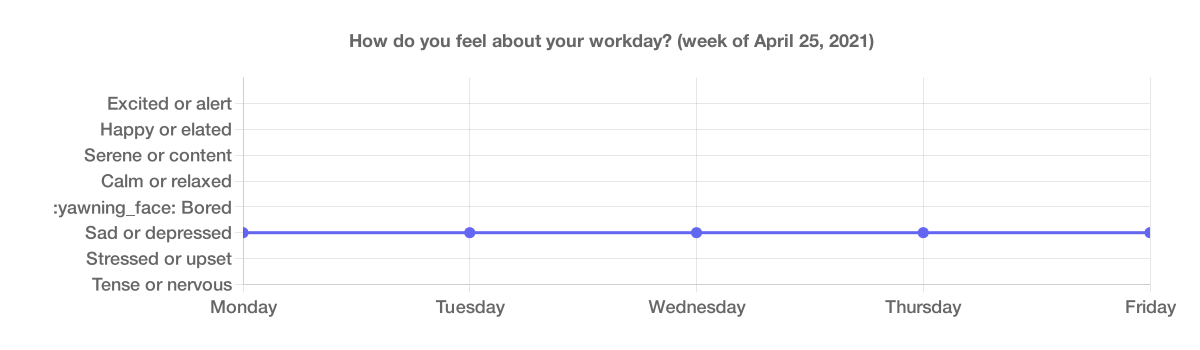 How do you feel about your workday? (week of April 25, 2021)
Excited or alert
Happy or elated
Serene or content
Calm or relaxed
:yawning_face: Bored
Sad or depressed
Stressed or upset
Tense or nervous
Monday Tuesday Wednesday Thursday Friday